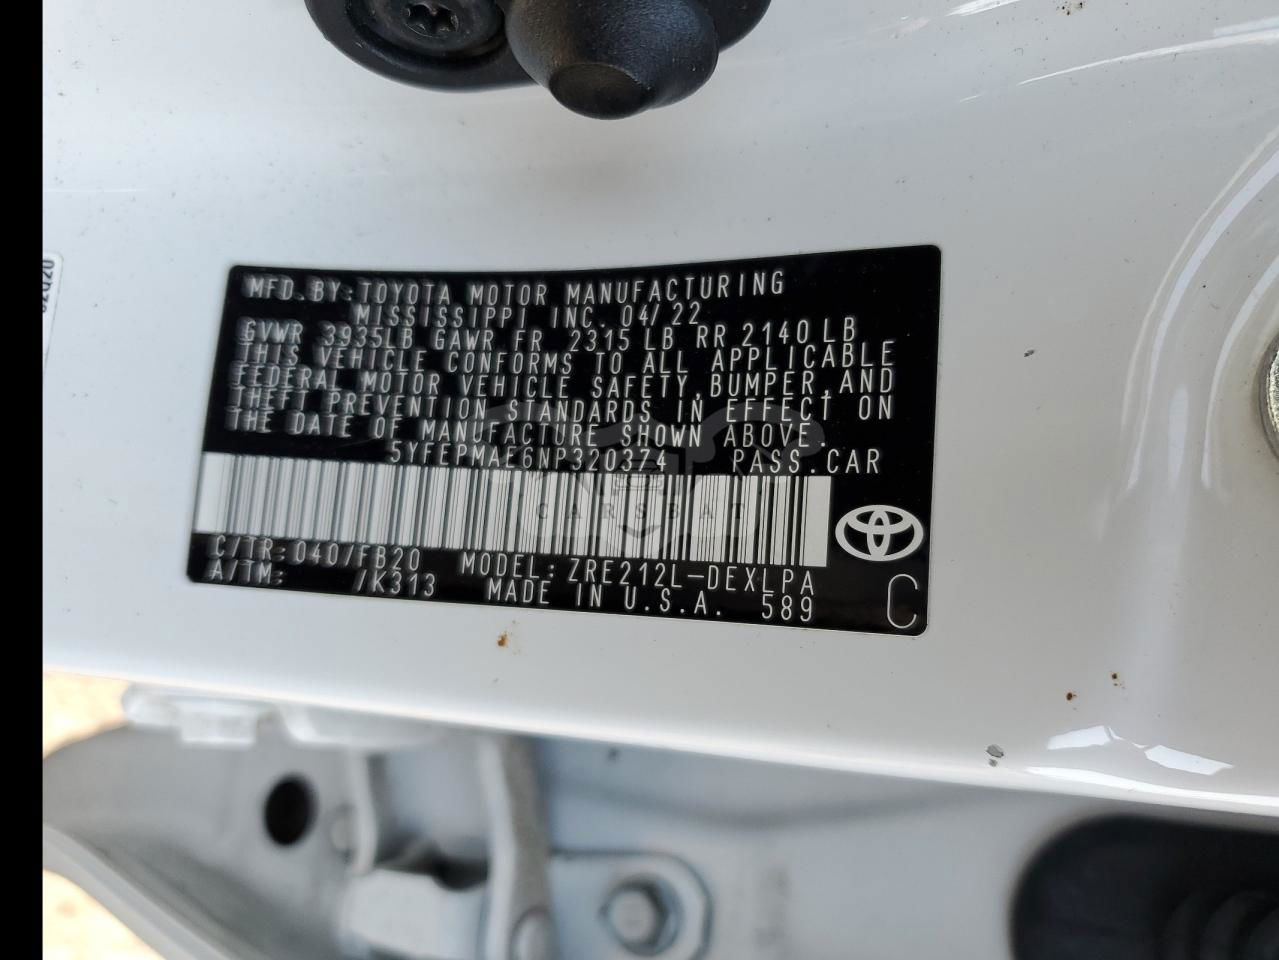 MFD. BY: TOYOTA MOTOR MANUFACTURING
MISSISSIPPI INC. 04/22
GVWR 3935LB GAWR FR 2315 LB RR 2140 LB
THIS VEHICLE CONFORMS TO ALL APPLICABLE
FEDERAL MOTOR VEHICLE SAFETY, BUMPER, AND
THEFT PREVENTION STANDARDS IN EFFECT ON
THE DATE OF MANUFACTURE SHOWN ABOVE.
5YFEPMAE6NP320374 PASS.CAR
CARSBAT
C/TR: 040/FB20 MODEL: ZRE212L-DEXLPA
A/TM: /K313 MADE IN U.S.A. 589
C